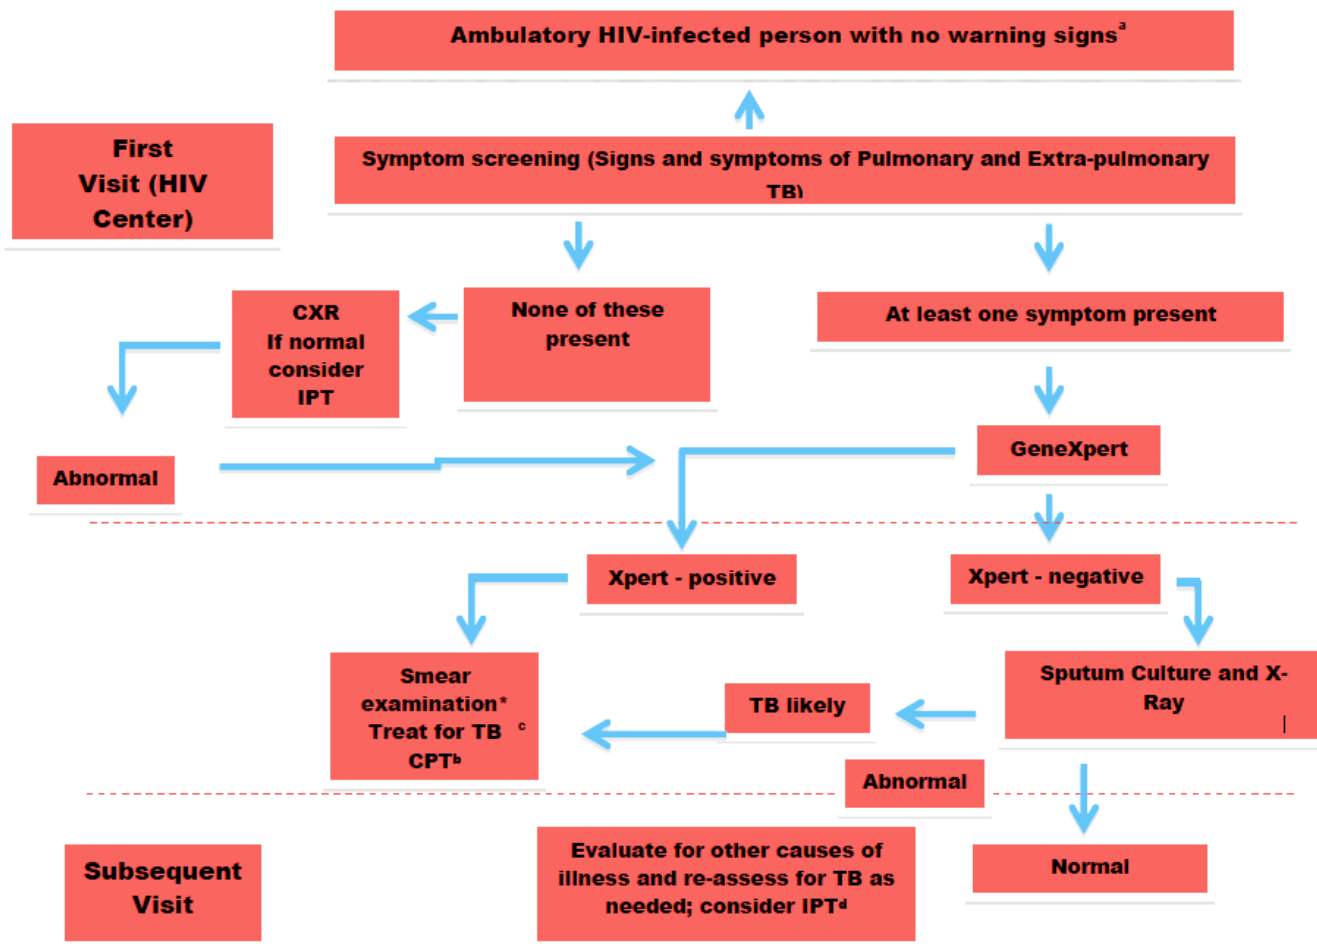 Ambulatory HIV-infected person with no warning signsᵃ
First
Visit (HIV
Center)
Symptom screening (Signs and symptoms of Pulmonary and Extra-pulmonary
TB)
CXR
If normal
consider
IPT
None of these
present
At least one symptom present
Abnormal
GeneXpert
Xpert - positive
Xpert - negative
Smear
examination*
Treat for TB ᶜ
CPTᵇ
TB likely
Sputum Culture and X-
Ray
Abnormal
Subsequent
Visit
Evaluate for other causes of
illness and re-assess for TB as
needed; consider IPTᵈ
Normal